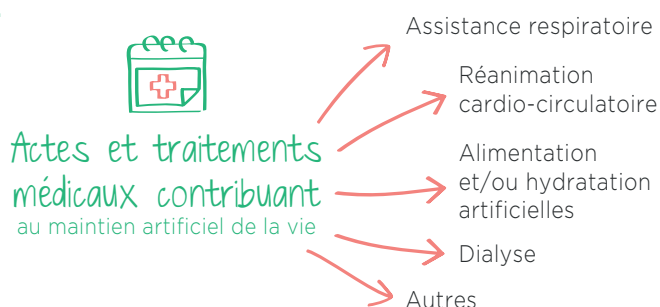 Actes et traitements
médicaux contribuant
au maintien artificiel de la vie
Assistance respiratoire
Réanimation
cardio-circulatoire
Alimentation
et/ou hydratation
artificielles
Dialyse
Autres